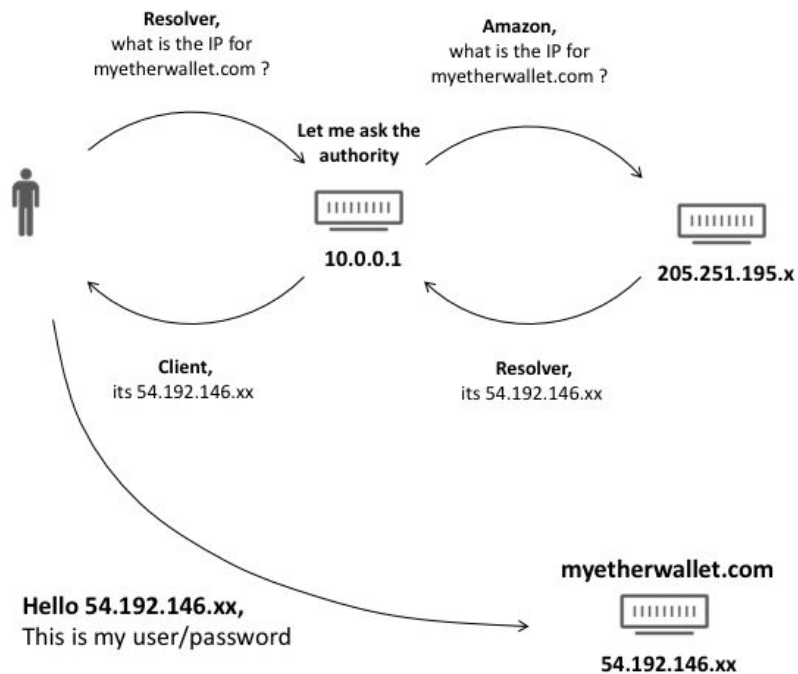 Resolver,
what is the IP for
myetherwallet.com ?
Amazon,
what is the IP for
myetherwallet.com ?
Let me ask the
authority
10.0.0.1
205.251.195.x
Client,
its 54.192.146.xx
Resolver,
its 54.192.146.xx
Hello 54.192.146.xx,
This is my user/password
myetherwallet.com
54.192.146.xx